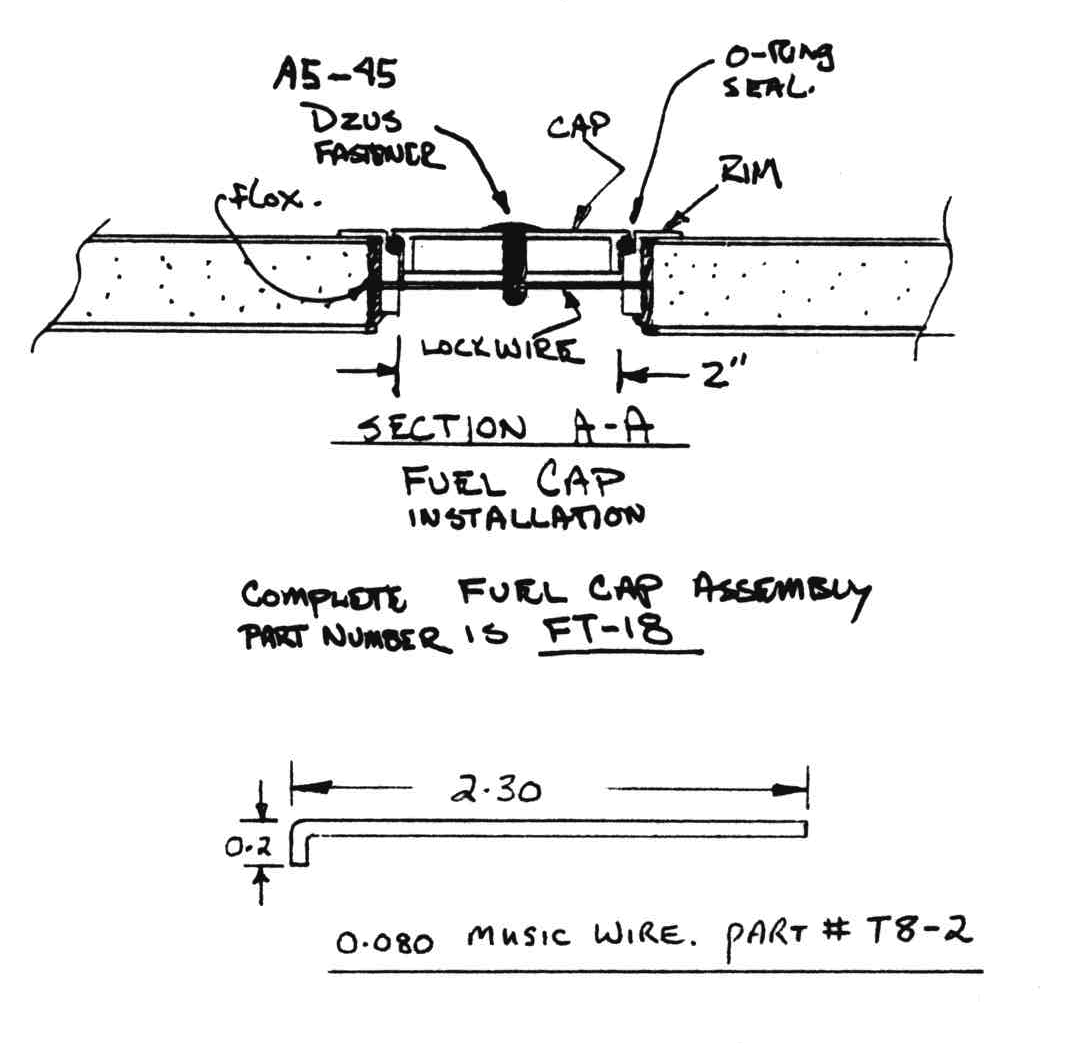 A5-45
DZUS
FASTENER
O-RING
SEAL.
CAP
RIM
FLOX.
LOCKWIRE
2"
SECTION A-A
FUEL CAP
INSTALLATION
COMPLETE FUEL CAP ASSEMBLY
PART NUMBER IS FT-18
2.30
0.2
0.080 MUSIC WIRE. PART # T8-2